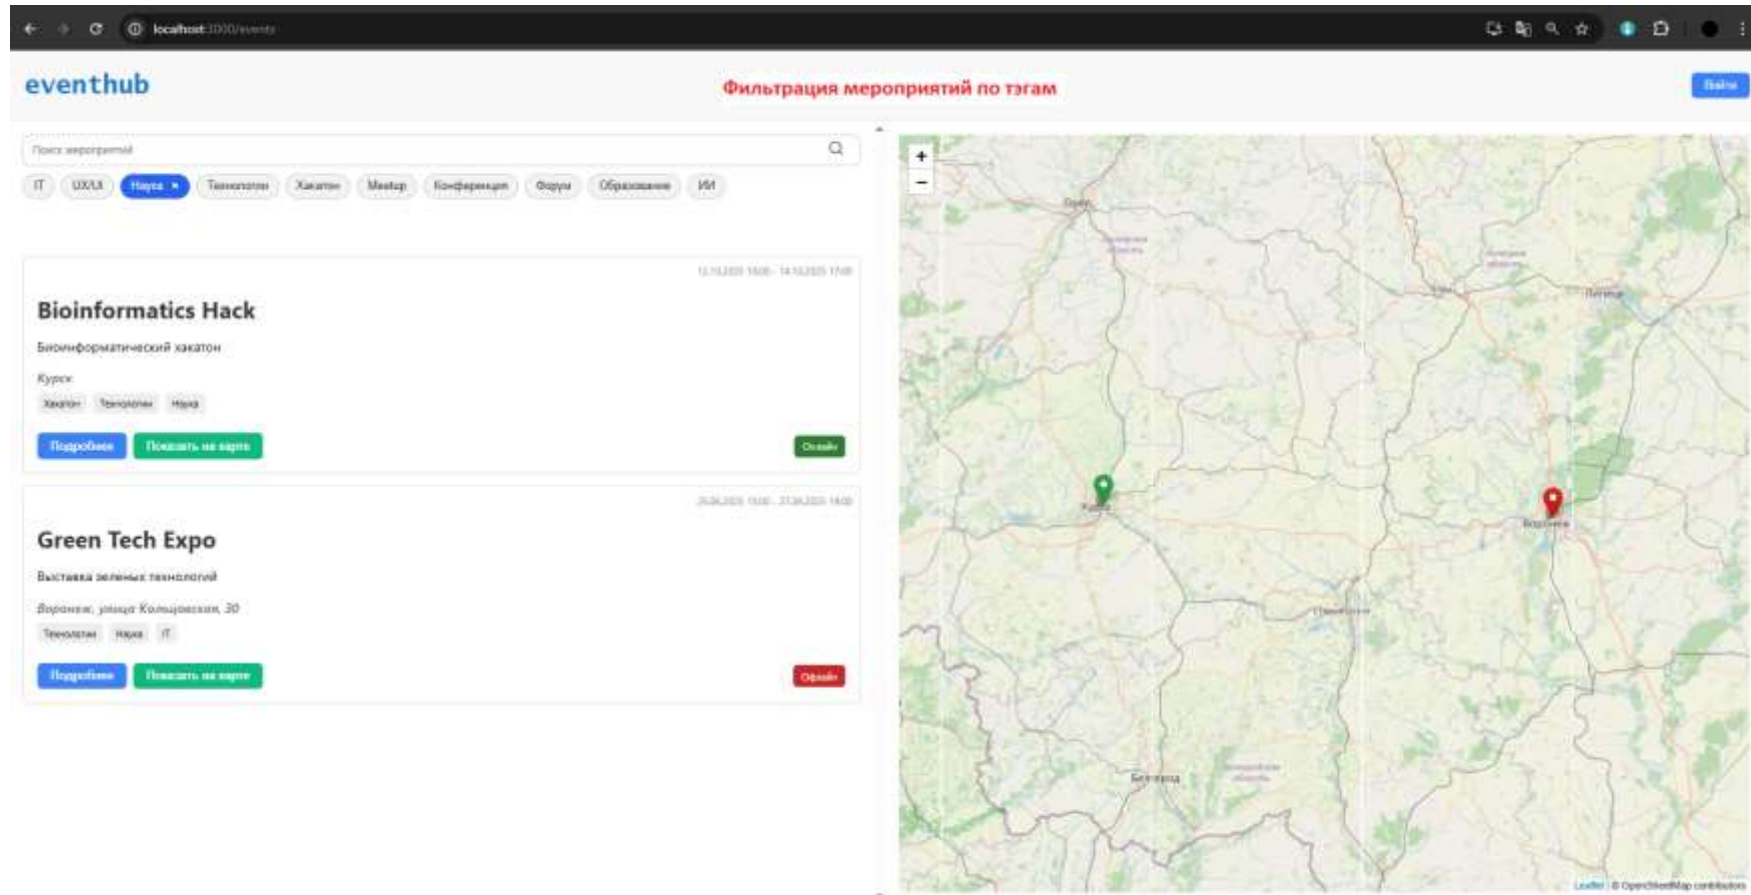 localhost:3000/events
eventhub
Фильтрация мероприятий по тэгам
Войти
Поиск мероприятий
IT UX/UI Наука × Технологии Хакатон Meetup Конференция Форум Образование ИИ
Bioinformatics Hack
Биоинформатический хакатон
Курск
Хакатон Технологии Наука
Подробнее Показать на карте Онлайн
Green Tech Expo
Выставка зеленых технологий
Воронеж, улица Кольцовская, 30
Технологии Наука IT
Подробнее Показать на карте Офлайн
+
−
Орёл
Липецк
Курск
Воронеж
Белгород
Leaflet | © OpenStreetMap contributors